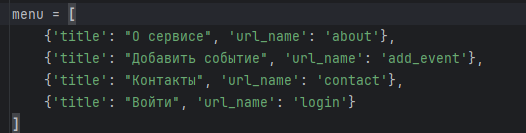 menu = [
    {'title': "О сервисе", 'url_name': 'about'},
    {'title': "Добавить событие", 'url_name': 'add_event'},
    {'title': "Контакты", 'url_name': 'contact'},
    {'title': "Войти", 'url_name': 'login'}
]